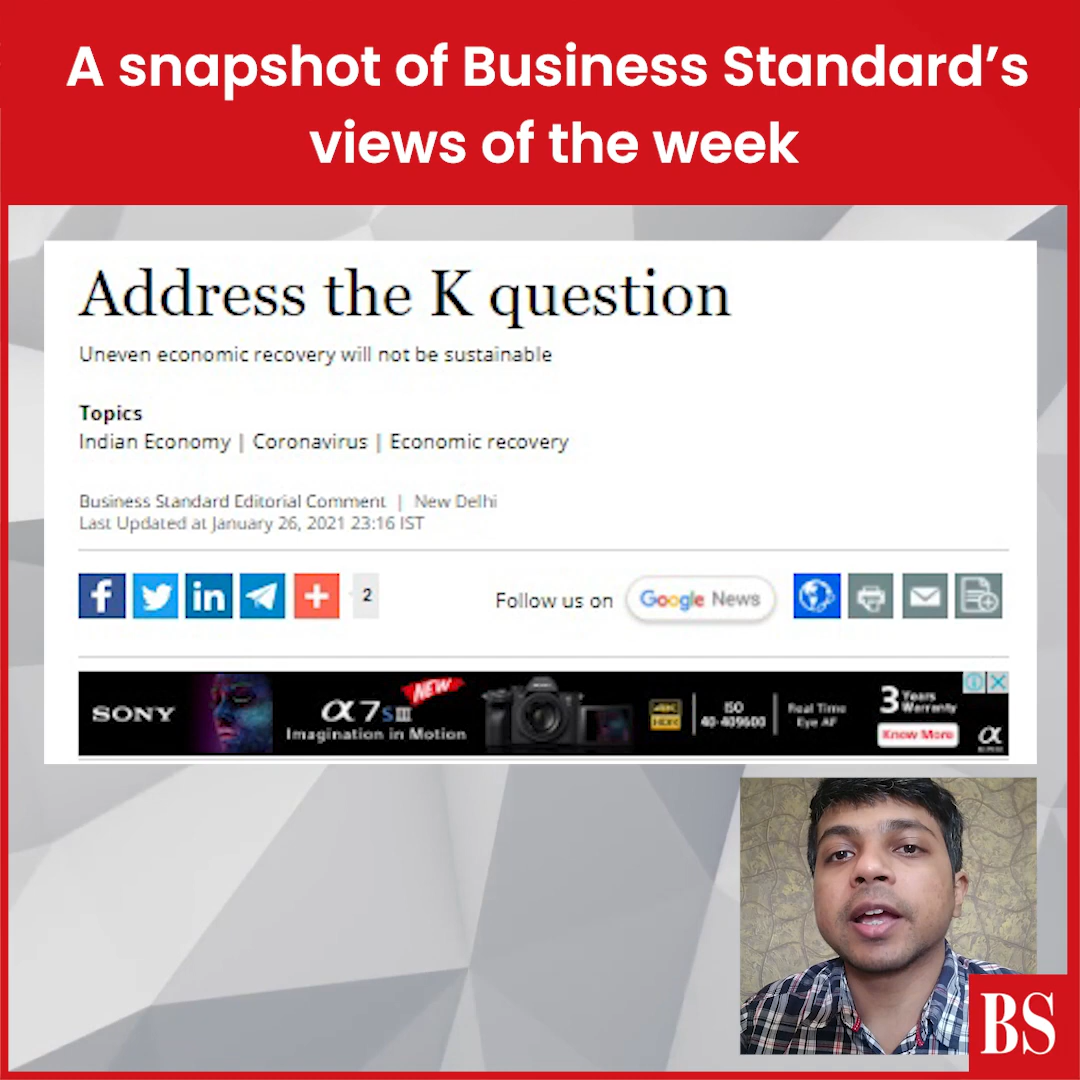 A snapshot of Business Standard’s
views of the week
Address the K question
Uneven economic recovery will not be sustainable
Topics
Indian Economy | Coronavirus | Economic recovery
Business Standard Editorial Comment | New Delhi
Last Updated at January 26, 2021 23:16 IST
f in + 2 Follow us on Google News
SONY α7SIII NEW 4K HDR ISO Real Time 3 Years Warranty
Imagination in Motion 40-409600 Eye AF Know More α
BS